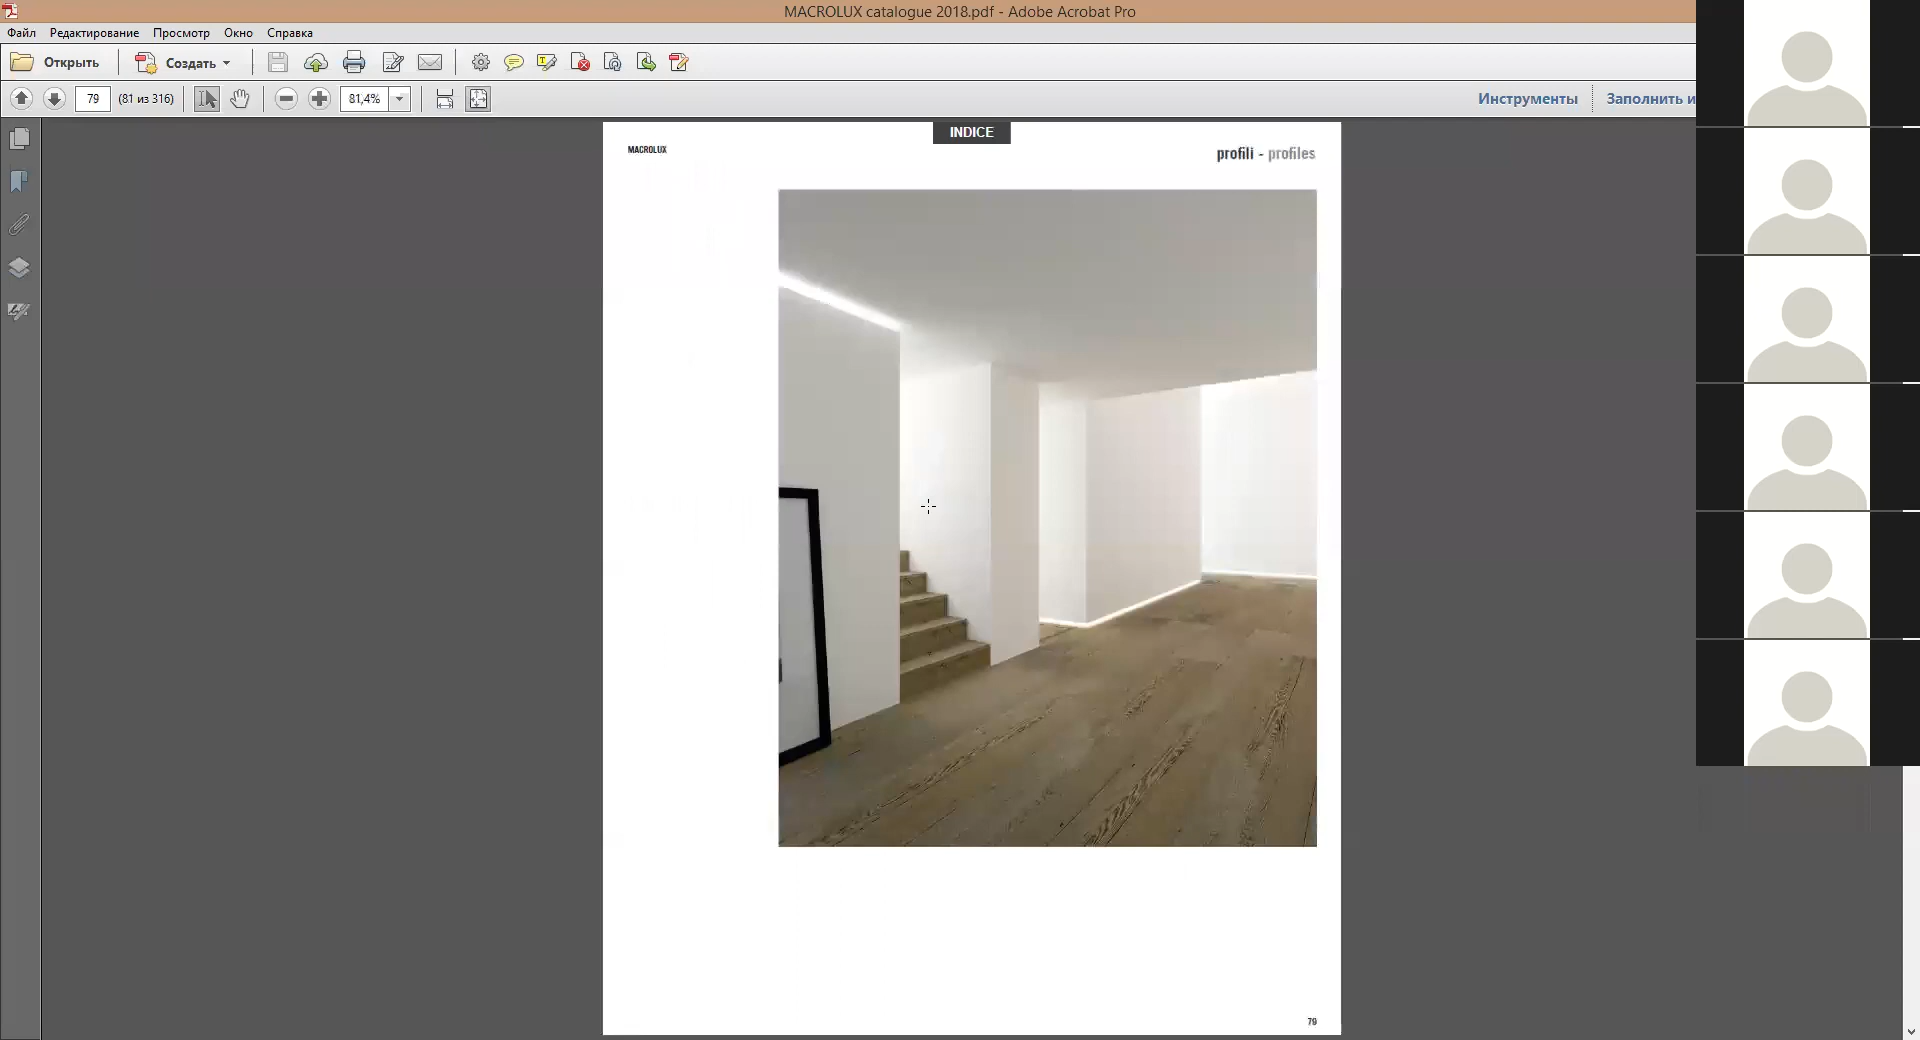 MACROLUX catalogue 2018.pdf - Adobe Acrobat Pro
Файл Редактирование Просмотр Окно Справка
Открыть Создать
79 (81 из 316) 81,4% Инструменты Заполнить и
INDICE
MACROLUX profili - profiles
79